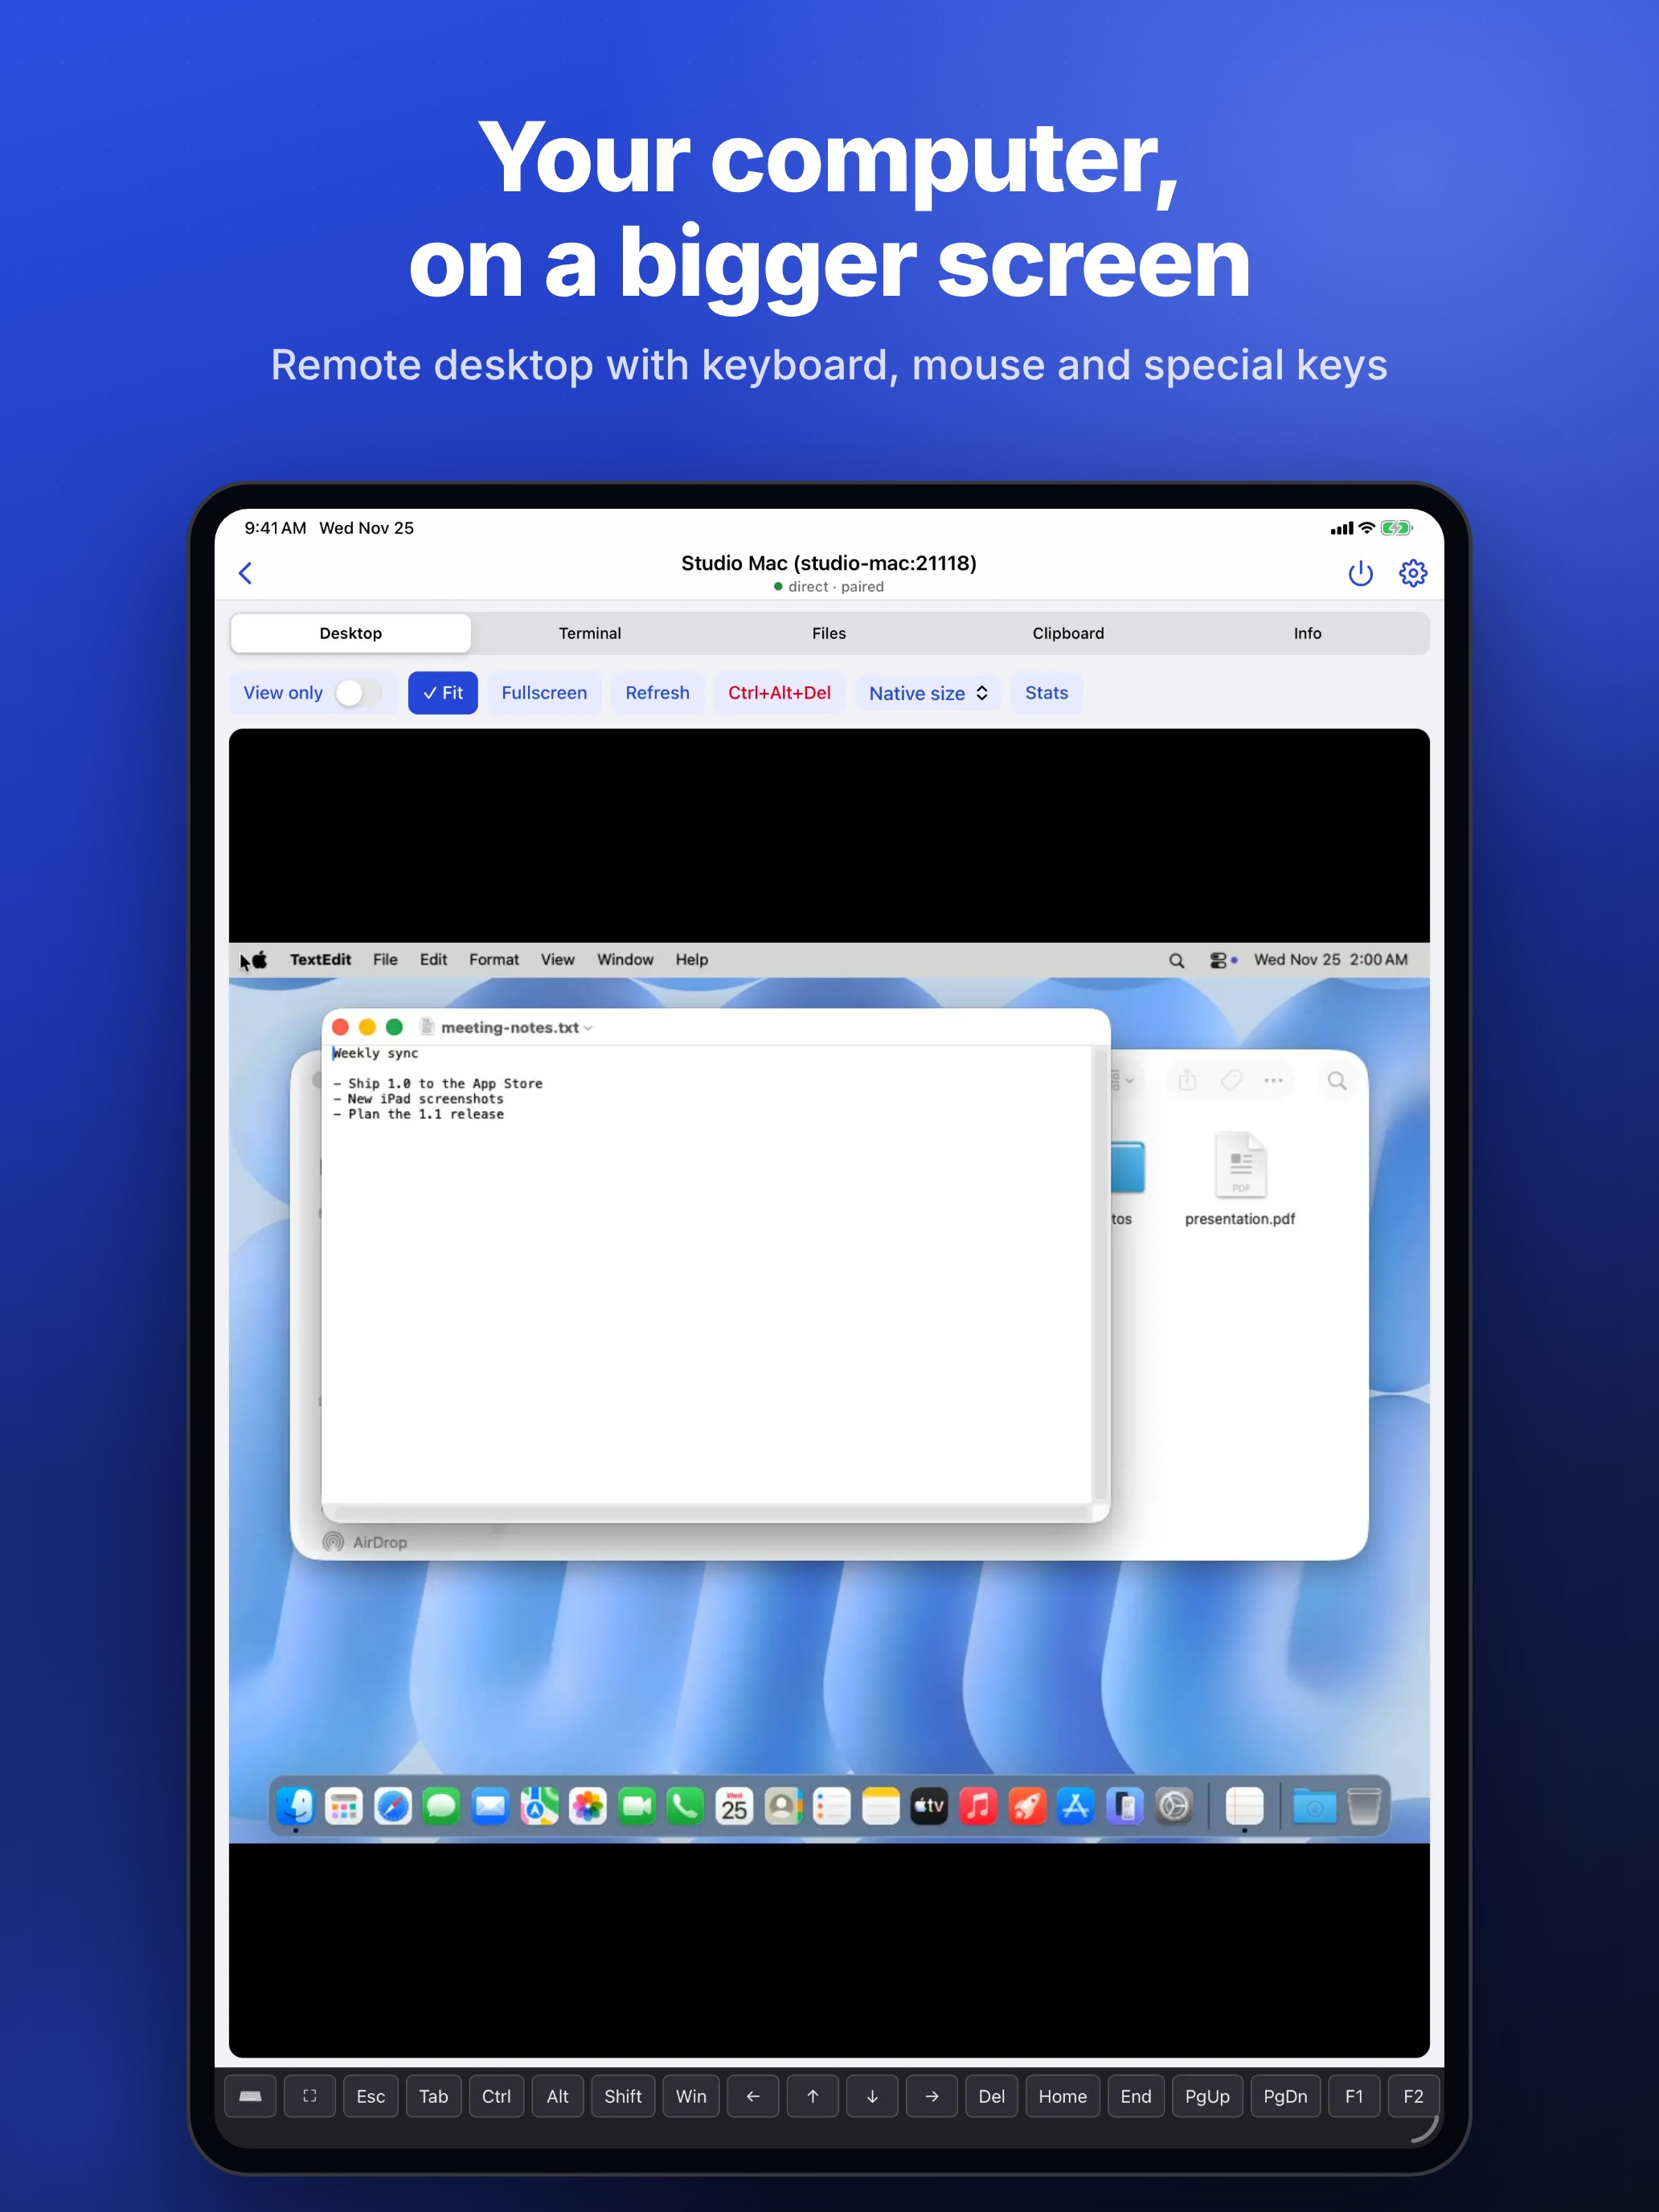 Your computer,
on a bigger screen
Remote desktop with keyboard, mouse and special keys
9:41 AM Wed Nov 25
Studio Mac (studio-mac:21118)
direct · paired
Desktop Terminal Files Clipboard Info
View only ✓ Fit Fullscreen Refresh Ctrl+Alt+Del Native size Stats
TextEdit File Edit Format View Window Help Wed Nov 25 2:00 AM
meeting-notes.txt
Weekly sync
– Ship 1.0 to the App Store
– New iPad screenshots
– Plan the 1.1 release
PDF
tos presentation.pdf
AirDrop
Wed
25
tv
Esc Tab Ctrl Alt Shift Win ← ↑ ↓ → Del Home End PgUp PgDn F1 F2